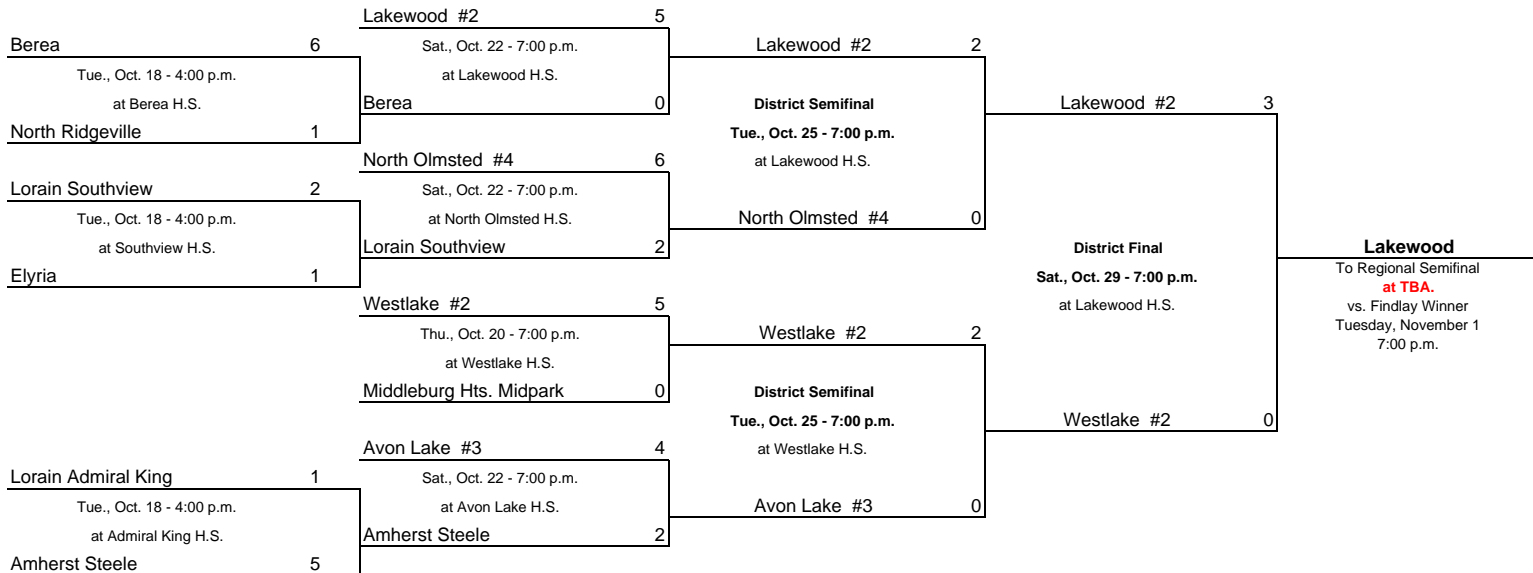 Berea 6
Tue., Oct. 18 - 4:00 p.m.
at Berea H.S.
North Ridgeville 1
Lorain Southview 2
Tue., Oct. 18 - 4:00 p.m.
at Southview H.S.
Elyria 1
Lorain Admiral King 1
Tue., Oct. 18 - 4:00 p.m.
at Admiral King H.S.
Amherst Steele 5
Lakewood #2 5
Sat., Oct. 22 - 7:00 p.m.
at Lakewood H.S.
Berea 0
North Olmsted #4 6
Sat., Oct. 22 - 7:00 p.m.
at North Olmsted H.S.
Lorain Southview 2
Westlake #2 5
Thu., Oct. 20 - 7:00 p.m.
at Westlake H.S.
Middleburg Hts. Midpark 0
Avon Lake #3 4
Sat., Oct. 22 - 7:00 p.m.
at Avon Lake H.S.
Amherst Steele 2
Lakewood #2 2
District Semifinal
Tue., Oct. 25 - 7:00 p.m.
at Lakewood H.S.
North Olmsted #4 0
Westlake #2 2
District Semifinal
Tue., Oct. 25 - 7:00 p.m.
at Westlake H.S.
Avon Lake #3 0
Lakewood #2 3
District Final
Sat., Oct. 29 - 7:00 p.m.
at Lakewood H.S.
Westlake #2 0
Lakewood
To Regional Semifinal
at TBA.
vs. Findlay Winner
Tuesday, November 1
7:00 p.m.